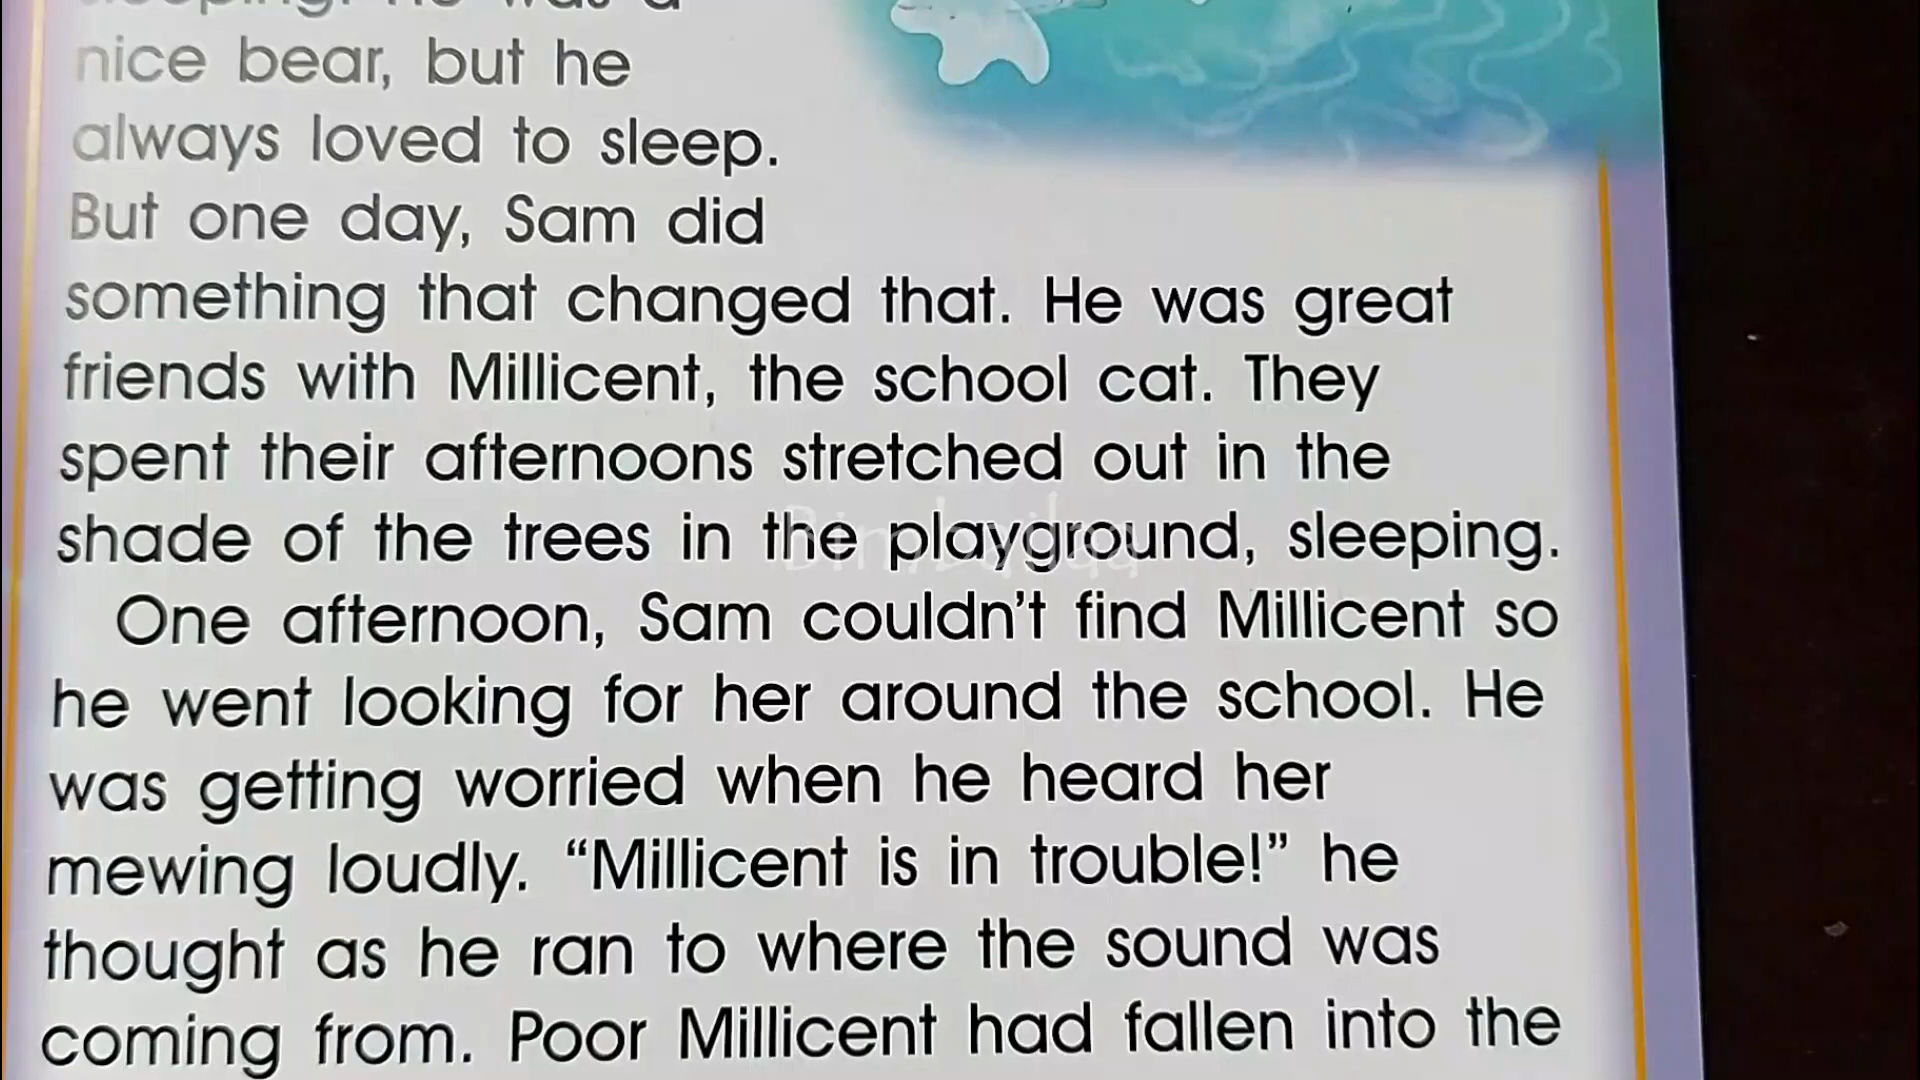 sleeping. He was a
nice bear, but he
always loved to sleep.
But one day, Sam did
something that changed that. He was great
friends with Millicent, the school cat. They
spent their afternoons stretched out in the
shade of the trees in the playground, sleeping.
One afternoon, Sam couldn't find Millicent so
he went looking for her around the school. He
was getting worried when he heard her
mewing loudly. “Millicent is in trouble!” he
thought as he ran to where the sound was
coming from. Poor Millicent had fallen into the